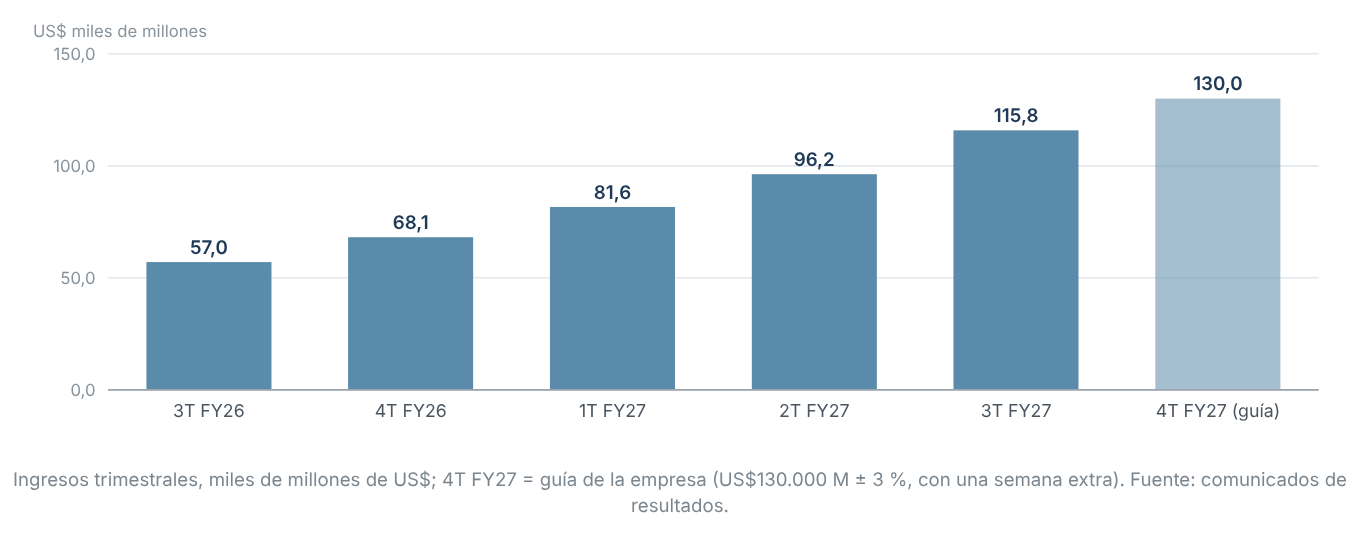 US$ miles de millones
150,0
100,0
50,0
0,0
57,0
68,1
81,6
96,2
115,8
130,0
3T FY26
4T FY26
1T FY27
2T FY27
3T FY27
4T FY27 (guía)
Ingresos trimestrales, miles de millones de US$; 4T FY27 = guía de la empresa (US$130.000 M ± 3 %, con una semana extra). Fuente: comunicados de
resultados.